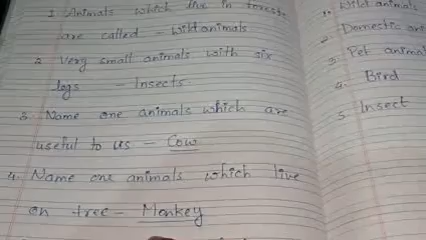 1. Animals which live in forests
are called - Wild animals
2. Very small animals with six
legs - Insects.
3. Name one animals which are
useful to us - Cow
4. Name one animals which live
on tree - Monkey
1. Wild animals
2. Domestic
3. Pet animal
4. Bird
5. Insect